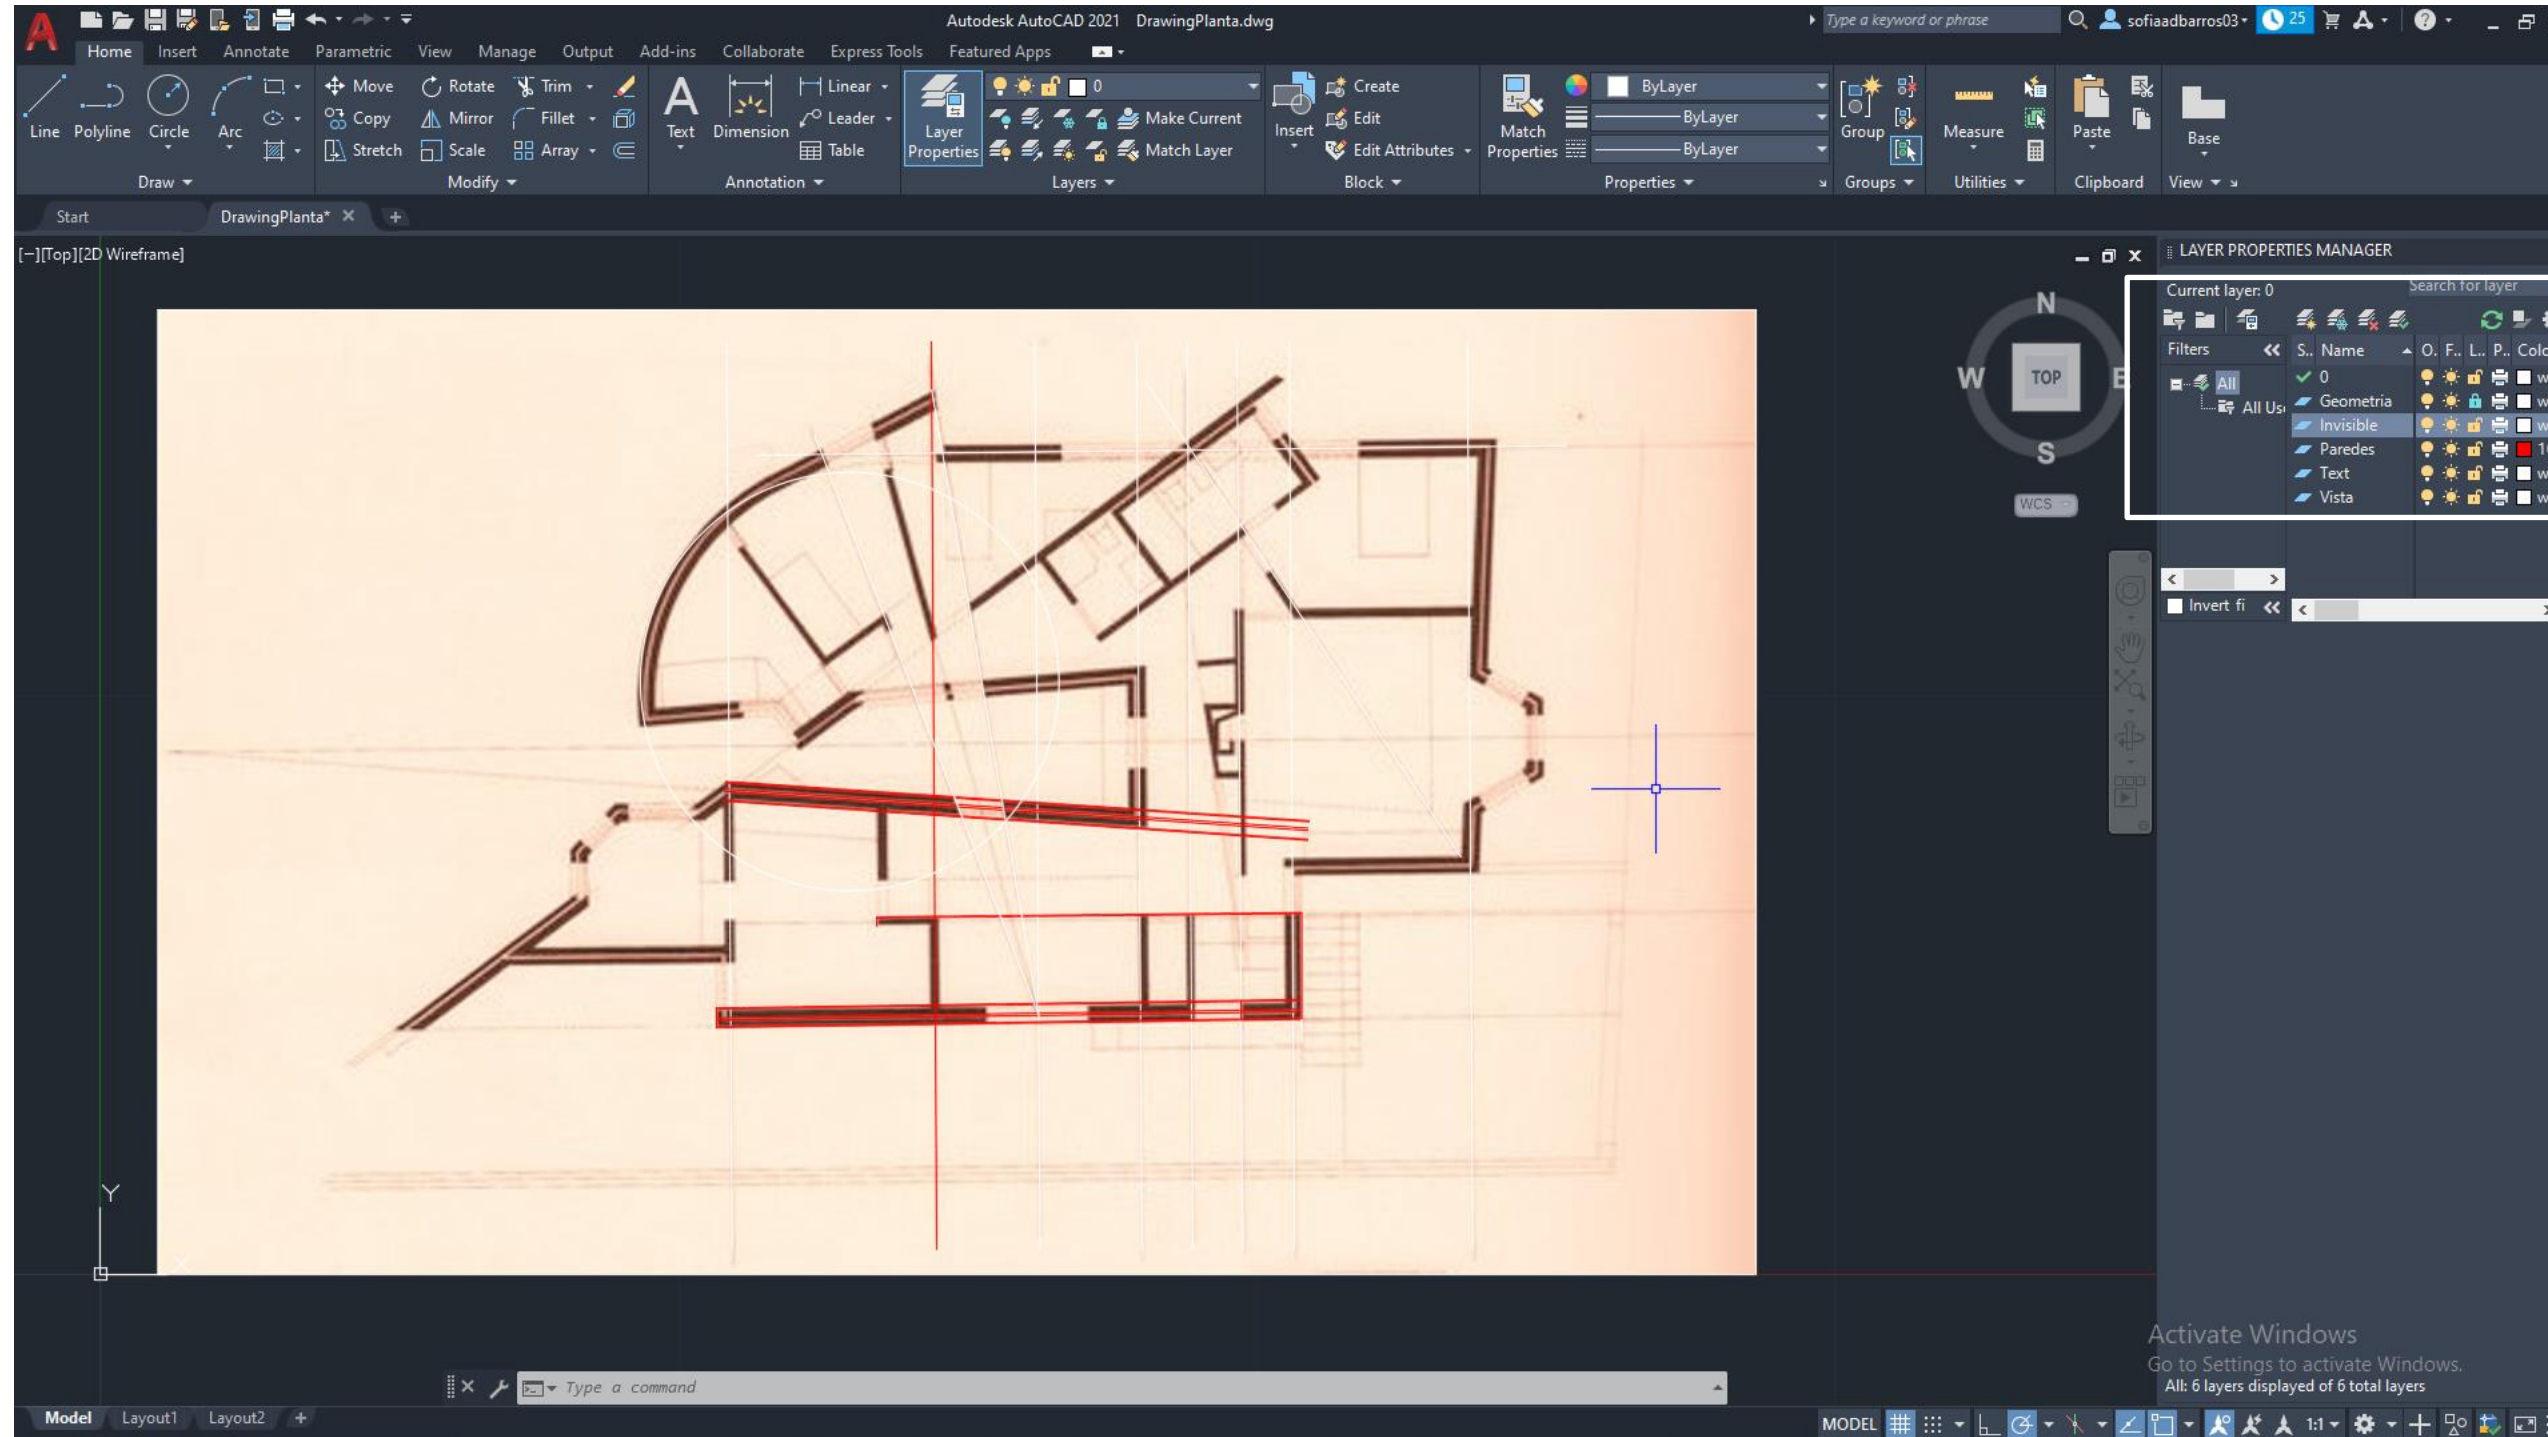 Autodesk AutoCAD 2021 DrawingPlanta.dwg
Type a keyword or phrase
sofiaadbarros03
25
Home Insert Annotate Parametric View Manage Output Add-ins Collaborate Express Tools Featured Apps
Line Polyline Circle Arc
Move Rotate Trim
Copy Mirror Fillet
Stretch Scale Array
Text Dimension
Linear
Leader
Table
Layer Properties
0
Make Current
Match Layer
Insert
Create
Edit
Edit Attributes
Match Properties
ByLayer
ByLayer
ByLayer
Group
Measure
Paste
Base
Draw Modify Annotation Layers Block Properties Groups Utilities Clipboard View
Start DrawingPlanta*
[−][Top][2D Wireframe]
N
W TOP E
S
WCS
LAYER PROPERTIES MANAGER
Current layer: 0 Search for layer
Filters S.. Name O. F.. L.. P.. Colo
All 0 w
All Us Geometria w
Invisible w
Paredes 1
Text w
Vista w
Invert fi
Y
X
Activate Windows
Go to Settings to activate Windows.
All: 6 layers displayed of 6 total layers
Type a command
Model Layout1 Layout2 +
MODEL 1:1